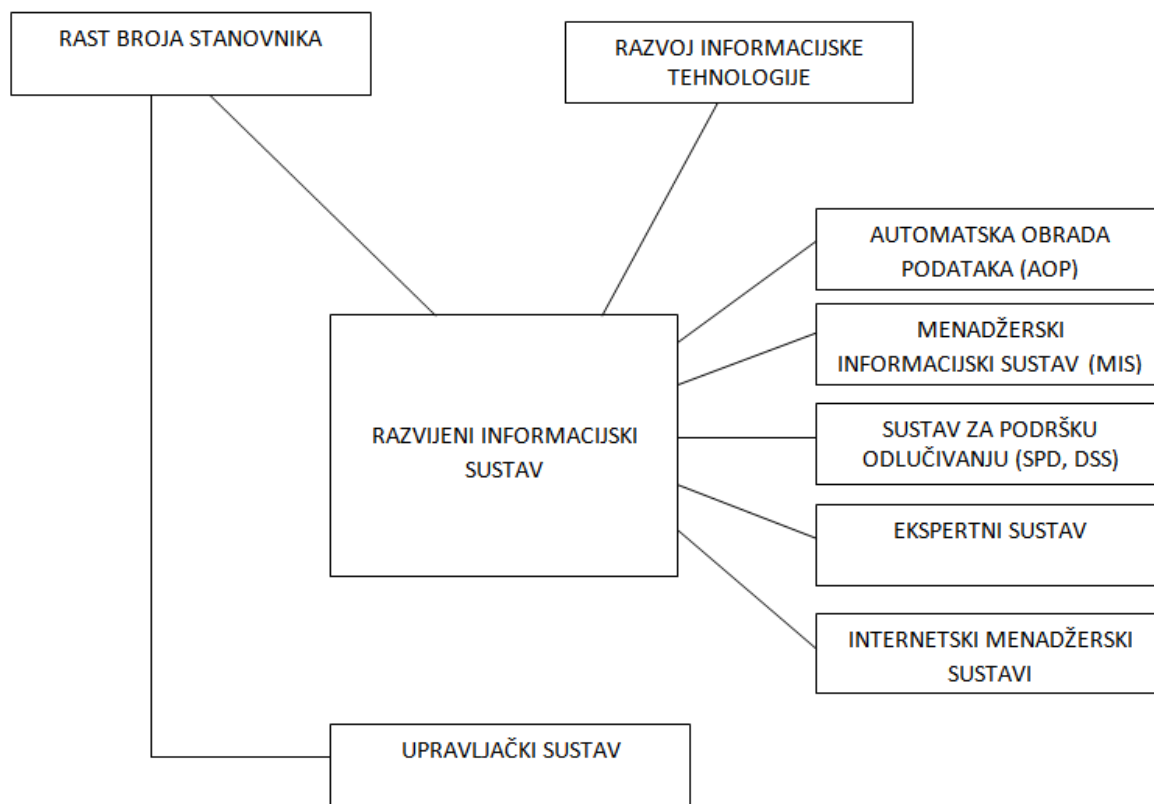 RAST BROJA STANOVNIKA
RAZVOJ INFORMACIJSKE
TEHNOLOGIJE
AUTOMATSKA OBRADA
PODATAKA (AOP)
MENADŽERSKI
INFORMACIJSKI SUSTAV (MIS)
RAZVIJENI INFORMACIJSKI
SUSTAV
SUSTAV ZA PODRŠKU
ODLUČIVANJU (SPD, DSS)
EKSPERTNI SUSTAV
INTERNETSKI MENADŽERSKI
SUSTAVI
UPRAVLJAČKI SUSTAV